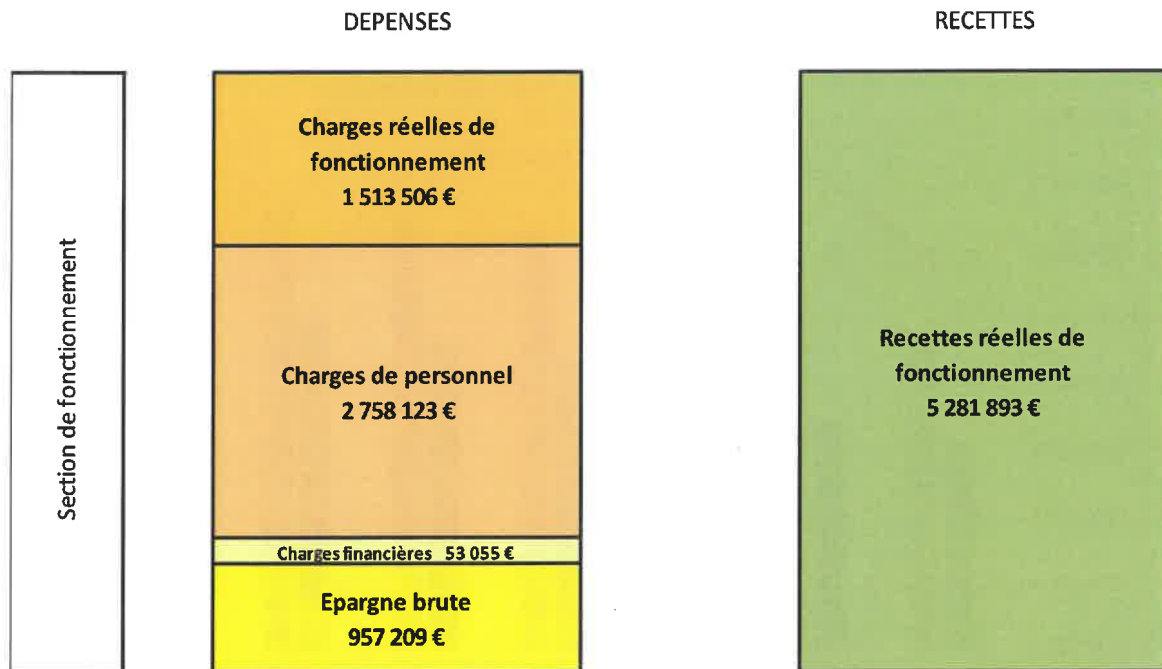 DEPENSES
RECETTES
Section de fonctionnement
Charges réelles de
fonctionnement
1 513 506 €
Charges de personnel
2 758 123 €
Charges financières 53 055 €
Epargne brute
957 209 €
Recettes réelles de
fonctionnement
5 281 893 €